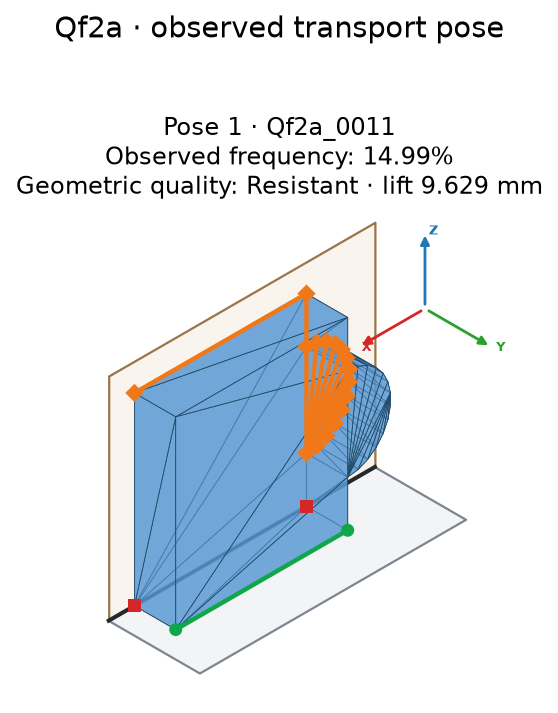 Qf2a · observed transport pose
Pose 1 · Qf2a_0011
Observed frequency: 14.99%
Geometric quality: Resistant · lift 9.629 mm
Z
X
Y